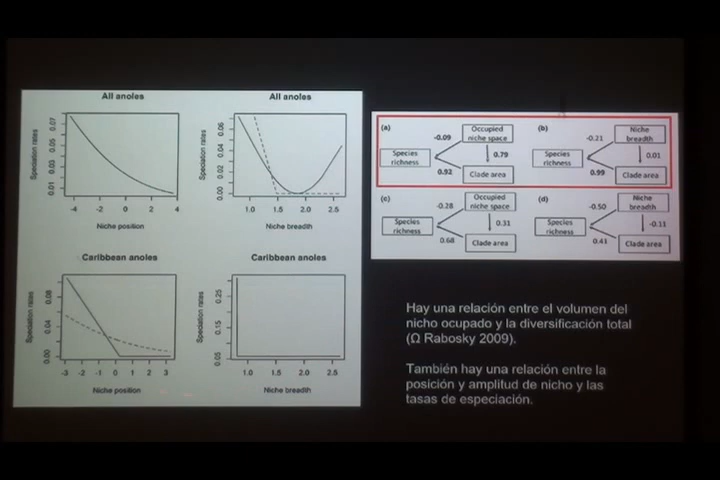 All anoles
All anoles
Speciation rates
0.01 0.03 0.05 0.07
-4 -2 0 2 4
Niche position
Speciation rates
0.00 0.02 0.04 0.06
1.0 1.5 2.0 2.5
Niche breadth
Caribbean anoles
Caribbean anoles
Speciation rates
0.00 0.04 0.08
-3 -2 -1 0 1 2 3
Niche position
Speciation rates
0.05 0.15 0.25
1.0 1.5 2.0 2.5
Niche breadth
(a)
Occupied
niche space
-0.09
Species
richness
0.79
0.92
Clade area
(b)
Niche
breadth
-0.21
Species
richness
0.01
0.99
Clade area
(c)
Occupied
niche space
-0.28
Species
richness
0.31
0.68
Clade area
(d)
Niche
breadth
-0.50
Species
richness
-0.11
0.41
Clade area
Hay una relación entre el volumen del
nicho ocupado y la diversificación total
(Ω Rabosky 2009).
También hay una relación entre la
posición y amplitud de nicho y las
tasas de especiación.